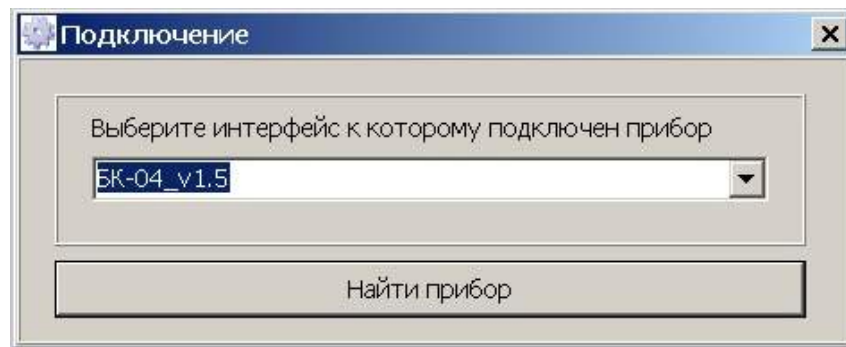 Подключение
Выберите интерфейс к которому подключен прибор
БК-04_v1.5
Найти прибор